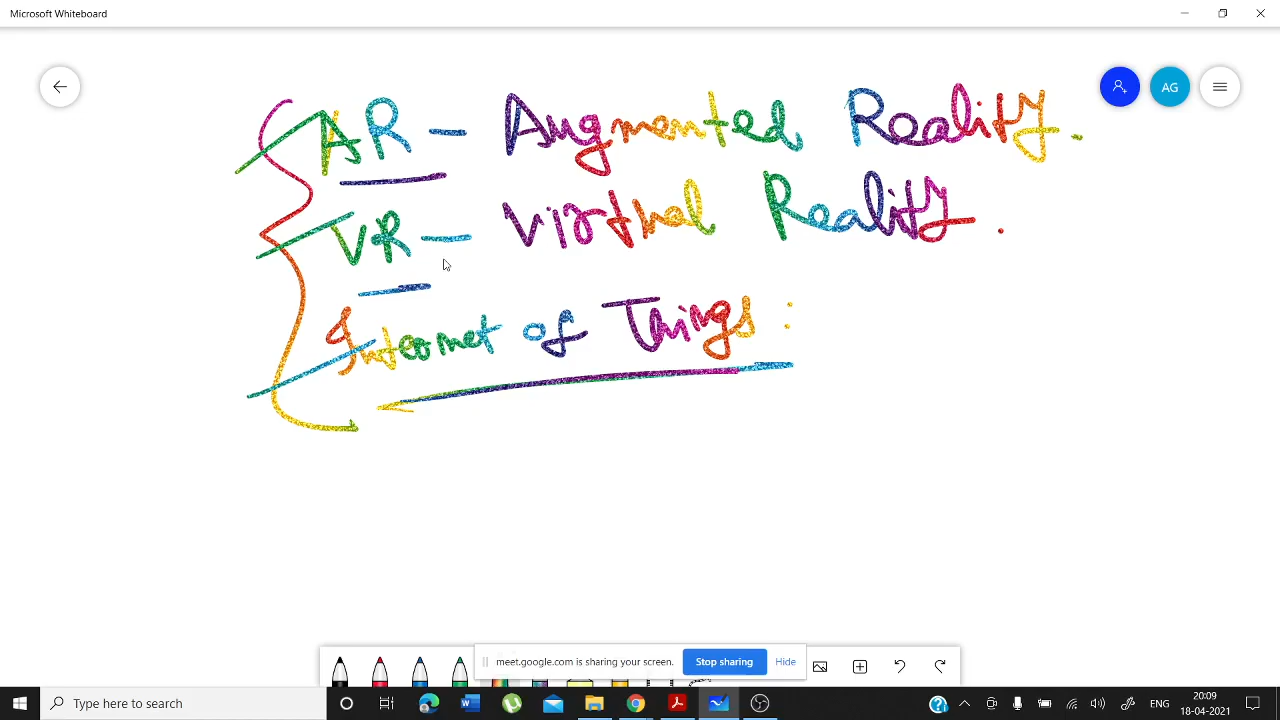 Microsoft Whiteboard
AG
AR - Augmented Reality.
VR - Virtual Reality.
Internet of Things:
meet.google.com is sharing your screen. Stop sharing Hide
Type here to search
ENG
20:09
18-04-2021